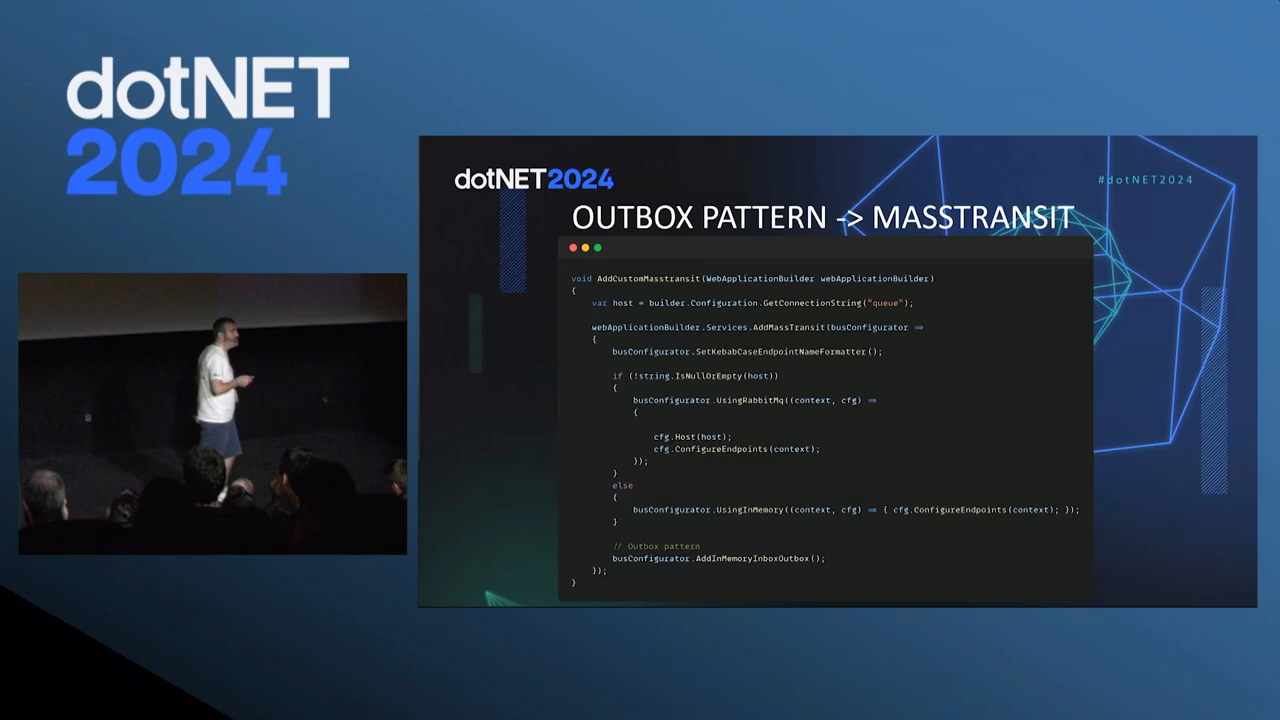 dotNET
2024
dotNET2024
#dotNET2024
OUTBOX PATTERN -> MASSTRANSIT
void AddCustomMasstransit(WebApplicationBuilder webApplicationBuilder)
{
var host = builder.Configuration.GetConnectionString("queue");
webApplicationBuilder.Services.AddMassTransit(busConfigurator =>
{
busConfigurator.SetKebabCaseEndpointNameFormatter();
if (!string.IsNullOrEmpty(host))
{
busConfigurator.UsingRabbitMq((context, cfg) =>
{
cfg.Host(host);
cfg.ConfigureEndpoints(context);
});
}
else
{
busConfigurator.UsingInMemory((context, cfg) => { cfg.ConfigureEndpoints(context); });
}
// Outbox pattern
busConfigurator.AddInMemoryInboxOutbox();
});
}